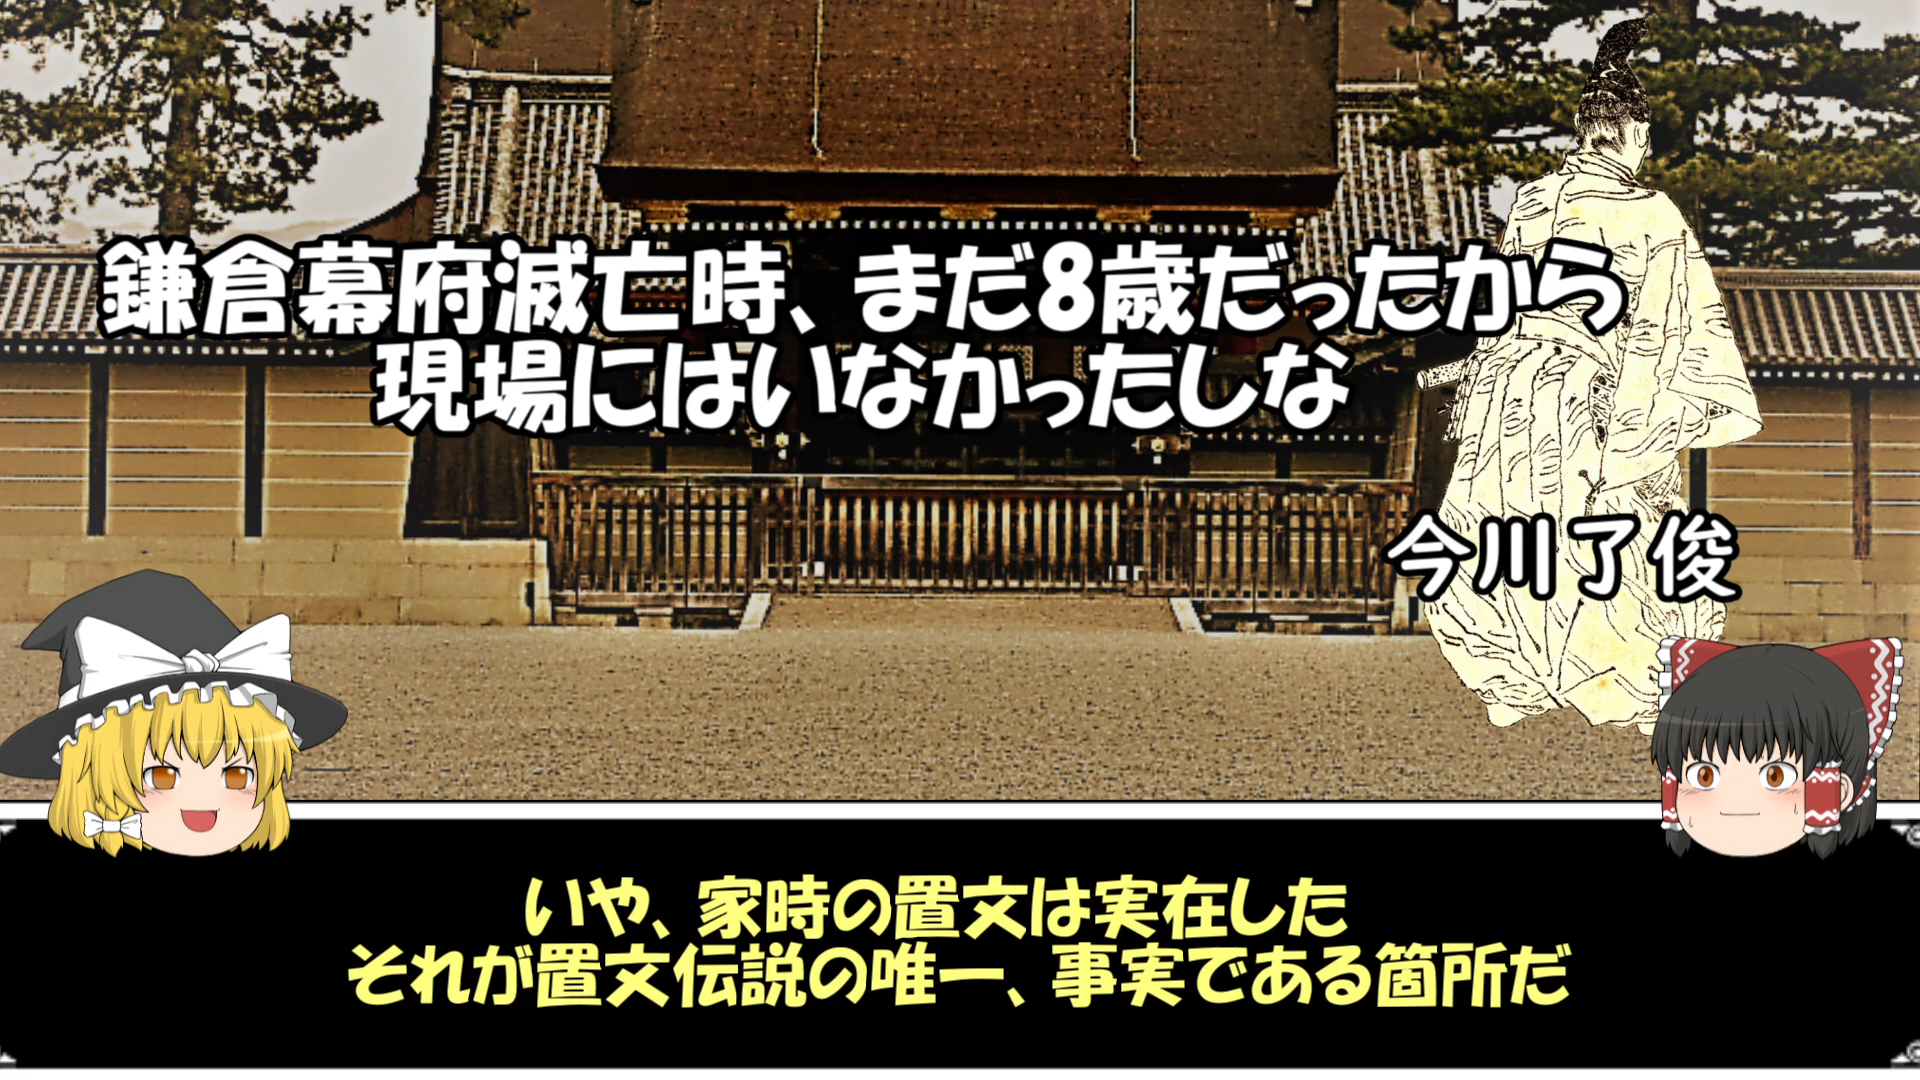 鎌倉幕府滅亡時、まだ8歳だったから
現場にはいなかったしな
今川了俊
いや、家時の置文は実在した
それが置文伝説の唯一、事実である箇所だ